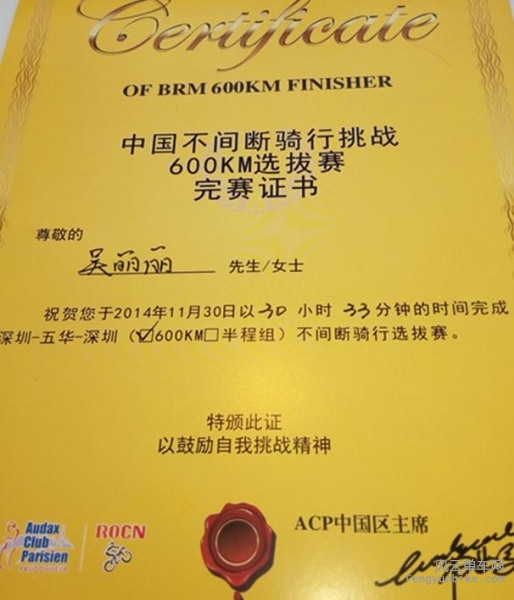 Certificate
OF BRM 600KM FINISHER
中国不间断骑行挑战
600KM选拔赛
完赛证书
尊敬的
吴丽丽 先生/女士
祝贺您于2014年11月30日以30小时33分钟的时间完成
深圳-五华-深圳（☑600KM□半程组）不间断骑行选拔赛。
特颁此证
以鼓励自我挑战精神
Audax
Club
Parisien
RANDONNEUR
ROCN
ACP中国区主席